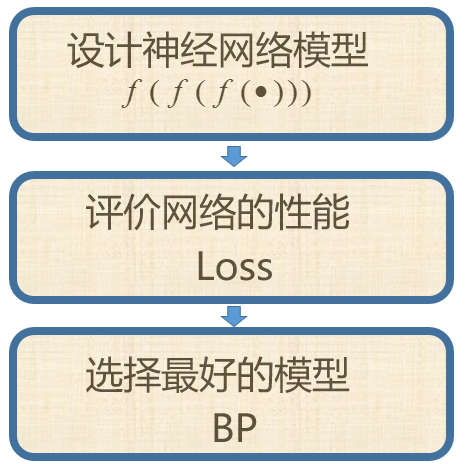 设计神经网络模型
f ( f ( f (•)))
评价网络的性能
Loss
选择最好的模型
BP